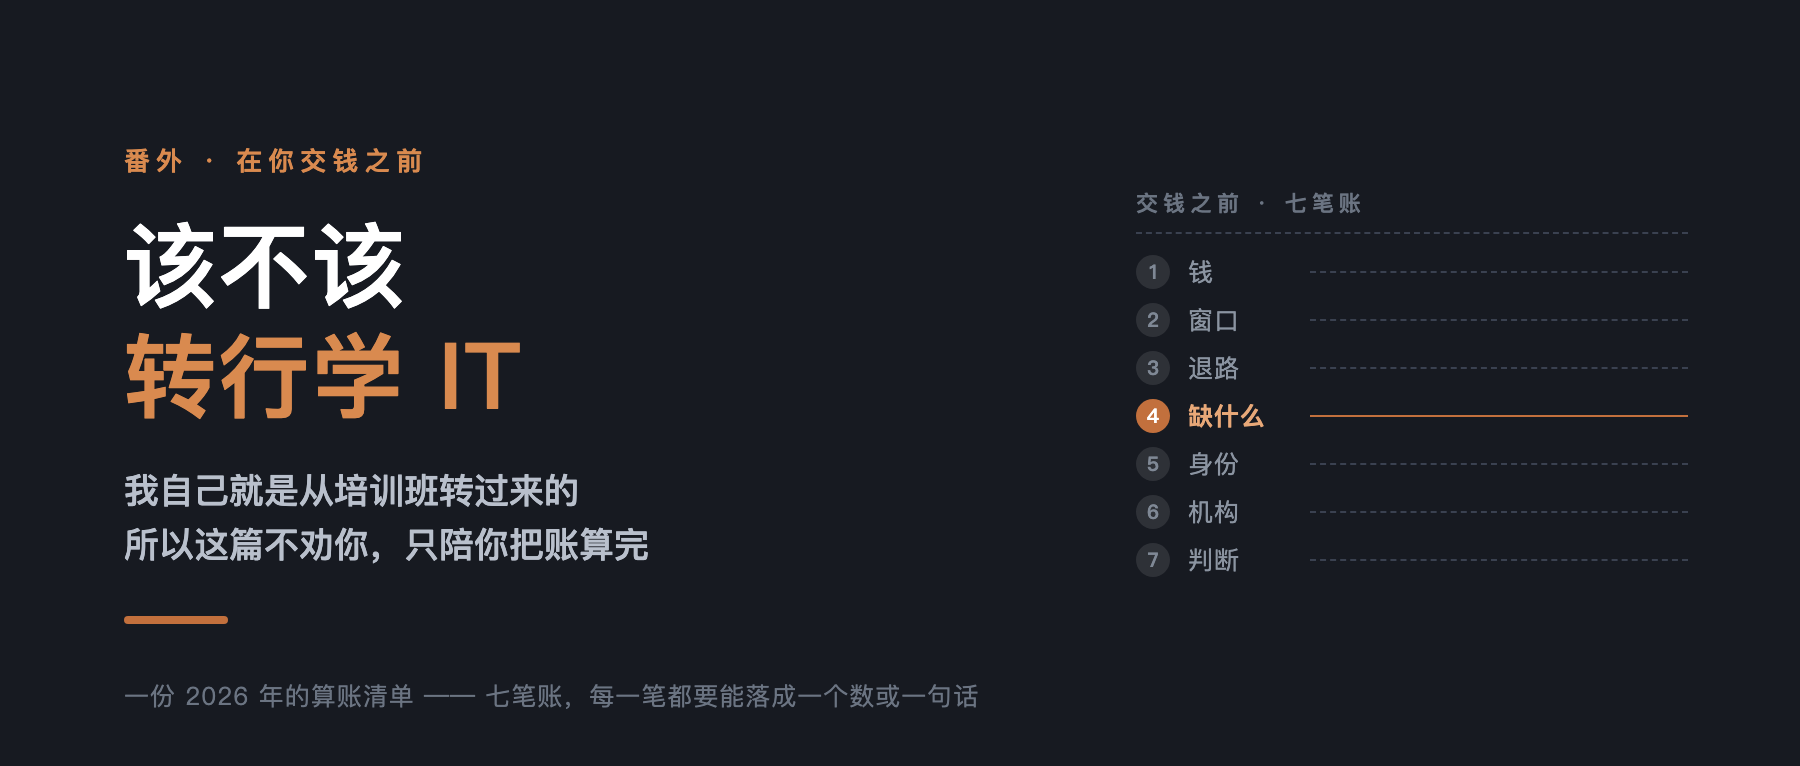 番外 · 在你交钱之前
该不该
转行学 IT
我自己就是从培训班转过来的
所以这篇不劝你，只陪你把账算完
一份 2026 年的算账清单 —— 七笔账，每一笔都要能落成一个数或一句话
交钱之前 · 七笔账
1 钱
2 窗口
3 退路
4 缺什么
5 身份
6 机构
7 判断